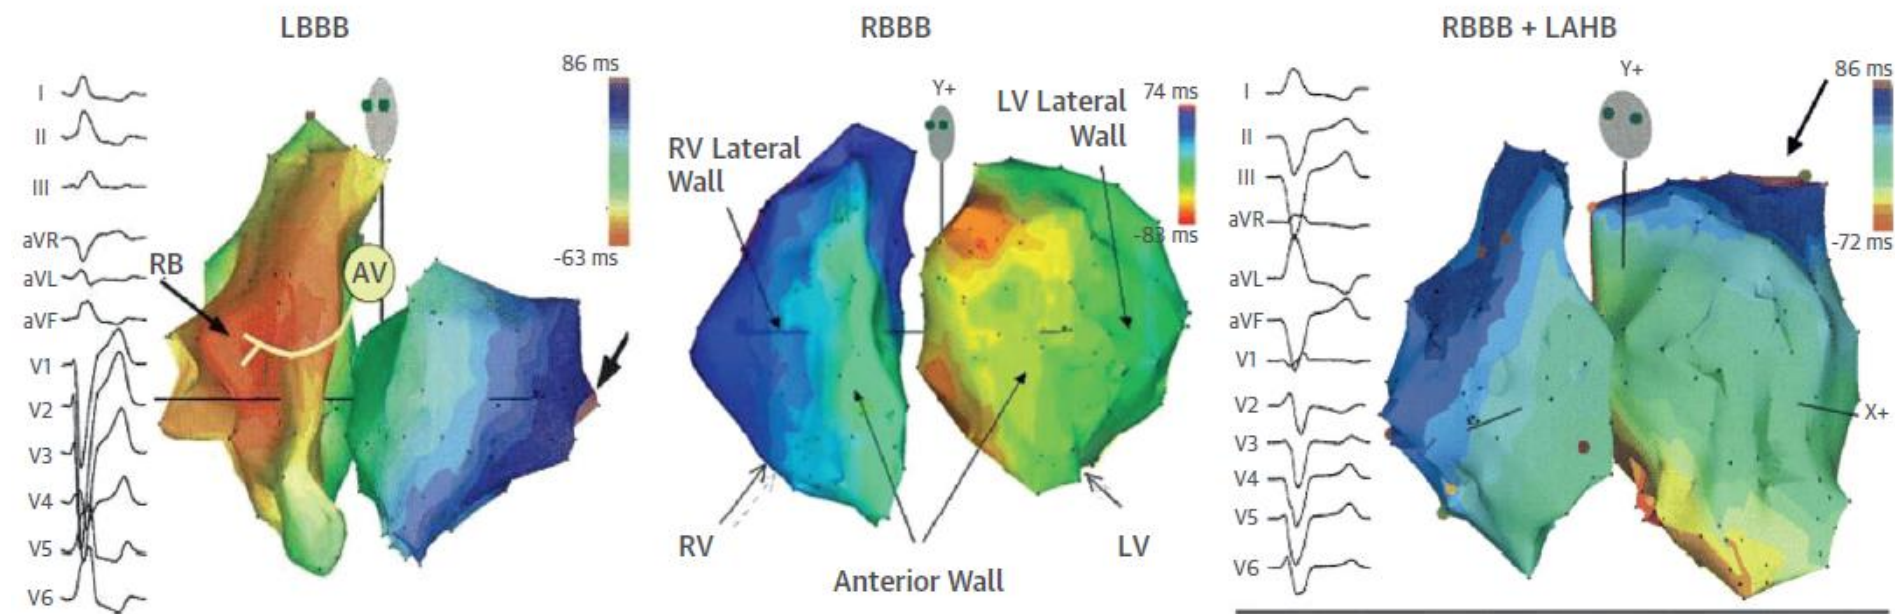 LBBB
86 ms
-63 ms
I
II
III
aVR
aVL
aVF
V1
V2
V3
V4
V5
V6
RB
AV
RBBB
Y+
74 ms
-83 ms
RV Lateral
Wall
LV Lateral
Wall
RV
LV
Anterior Wall
RBBB + LAHB
Y+
86 ms
-72 ms
X+
I
II
III
aVR
aVL
aVF
V1
V2
V3
V4
V5
V6